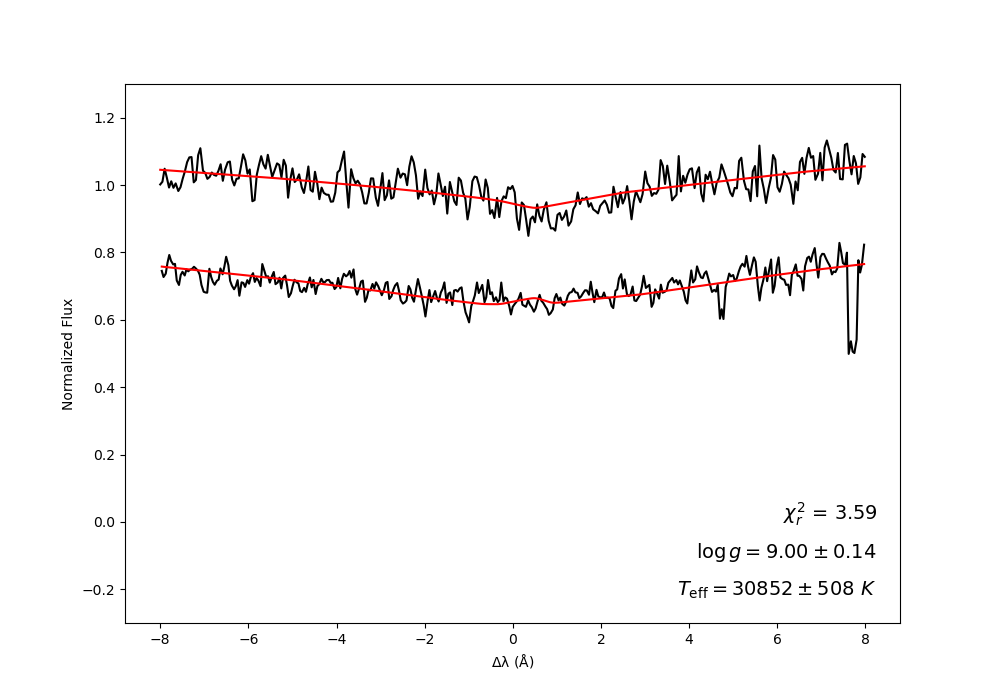 1.2
1.0
0.8
0.6
0.4
0.2
0.0
−0.2
Normalized Flux
χ²ᵣ = 3.59
log g = 9.00 ± 0.14
T_eff = 30852 ± 508 K
−8 −6 −4 −2 0 2 4 6 8
Δλ (Å)